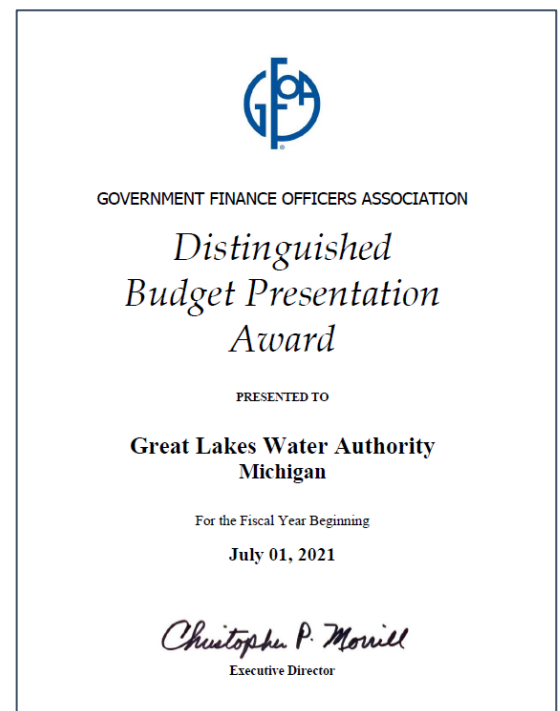 GFOA
GOVERNMENT FINANCE OFFICERS ASSOCIATION
Distinguished
Budget Presentation
Award
PRESENTED TO
Great Lakes Water Authority
Michigan
For the Fiscal Year Beginning
July 01, 2021
Christopher P. Morrill
Executive Director